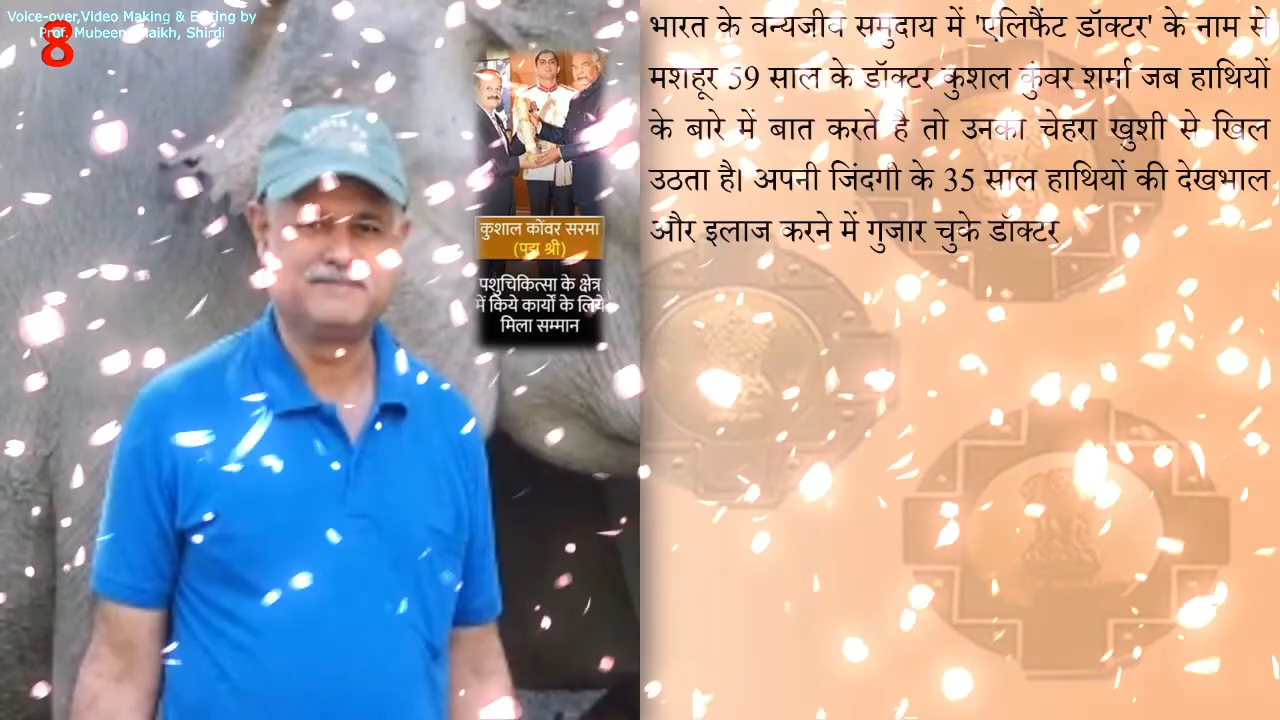 Voice-over,Video Making & Editing by
Prof. Mubeen Shaikh, Shirdi
8
कुशाल कोंवर सरमा
(पद्म श्री)
पशुचिकित्सा के क्षेत्र
में किये कार्यों के लिये
मिला सम्मान
भारत के वन्यजीव समुदाय में 'एलिफैंट डॉक्टर' के नाम से
मशहूर 59 साल के डॉक्टर कुशल कुंवर शर्मा जब हाथियों
के बारे में बात करते है तो उनका चेहरा खुशी से खिल
उठता है। अपनी जिंदगी के 35 साल हाथियों की देखभाल
और इलाज करने में गुजार चुके डॉक्टर